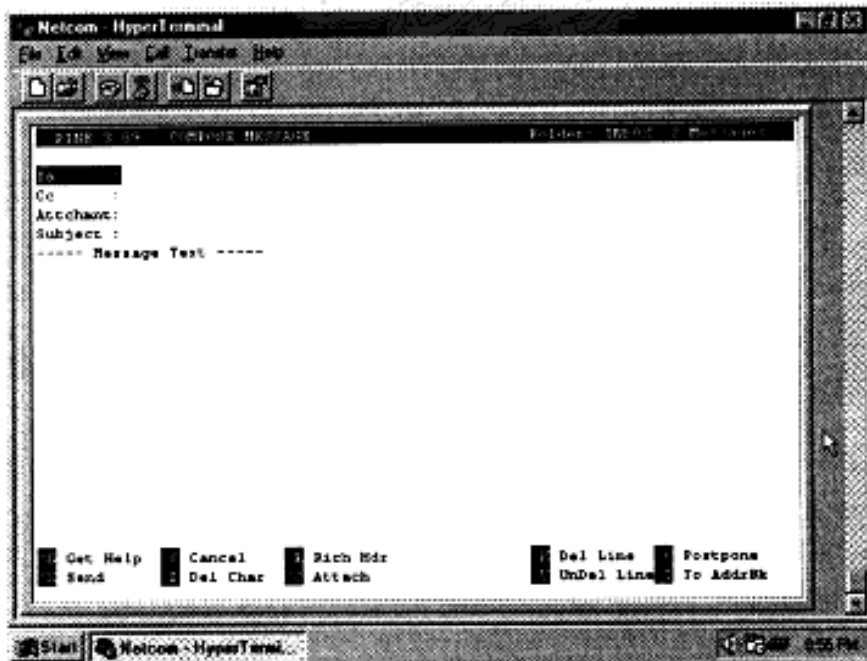 Netcom - HyperTerminal
File Edit View Call Transfer Help
PINE 3.89 COMPOSE MESSAGE Folder: INBOX 2 Messages
To :
Cc :
Attchmnt:
Subject :
----- Message Text -----
Get Help Cancel Rich Hdr Del Line Postpone
Send Del Char Attach UnDel Line To AddrBk
Start Netcom - HyperTermi...